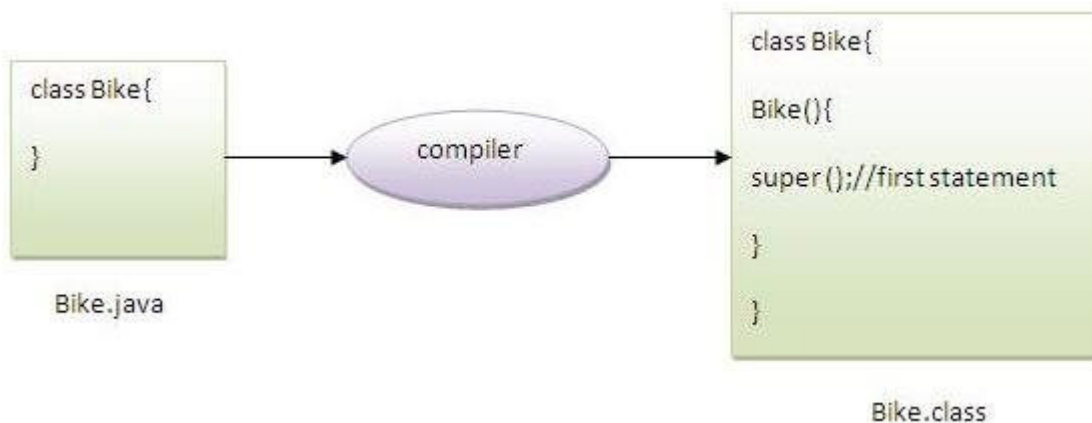 class Bike{
}
Bike.java
compiler
class Bike{
Bike(){
super();//first statement
}
}
Bike.class